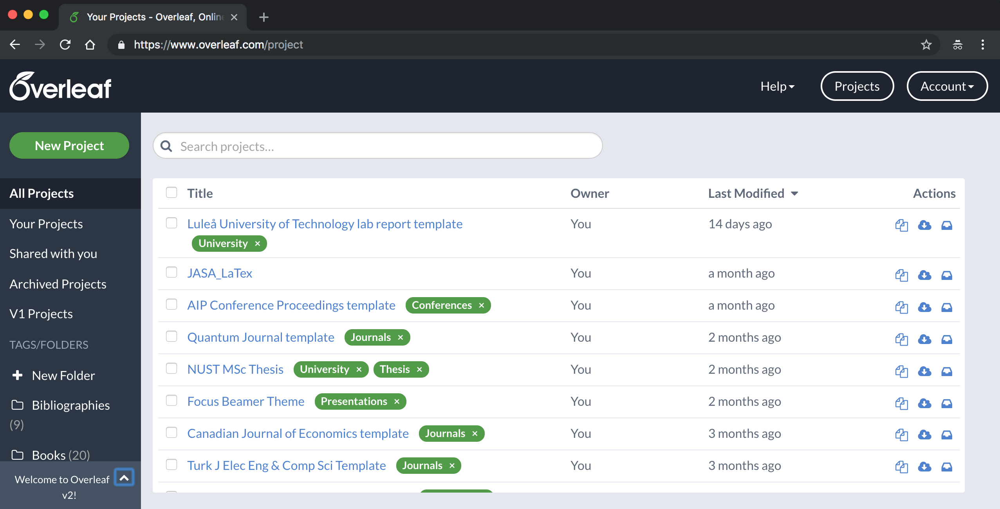 Your Projects - Overleaf, Online
https://www.overleaf.com/project
Overleaf
Help
Projects
Account
New Project
Search projects...
All Projects
Your Projects
Shared with you
Archived Projects
V1 Projects
TAGS/FOLDERS
New Folder
Bibliographies
(9)
Books (20)
Welcome to Overleaf
v2!
Title Owner Last Modified Actions
Luleå University of Technology lab report template You 14 days ago
University ×
JASA_LaTex You a month ago
AIP Conference Proceedings template Conferences × You a month ago
Quantum Journal template Journals × You 2 months ago
NUST MSc Thesis University × Thesis × You 2 months ago
Focus Beamer Theme Presentations × You 2 months ago
Canadian Journal of Economics template Journals × You 3 months ago
Turk J Elec Eng & Comp Sci Template Journals × You 3 months ago